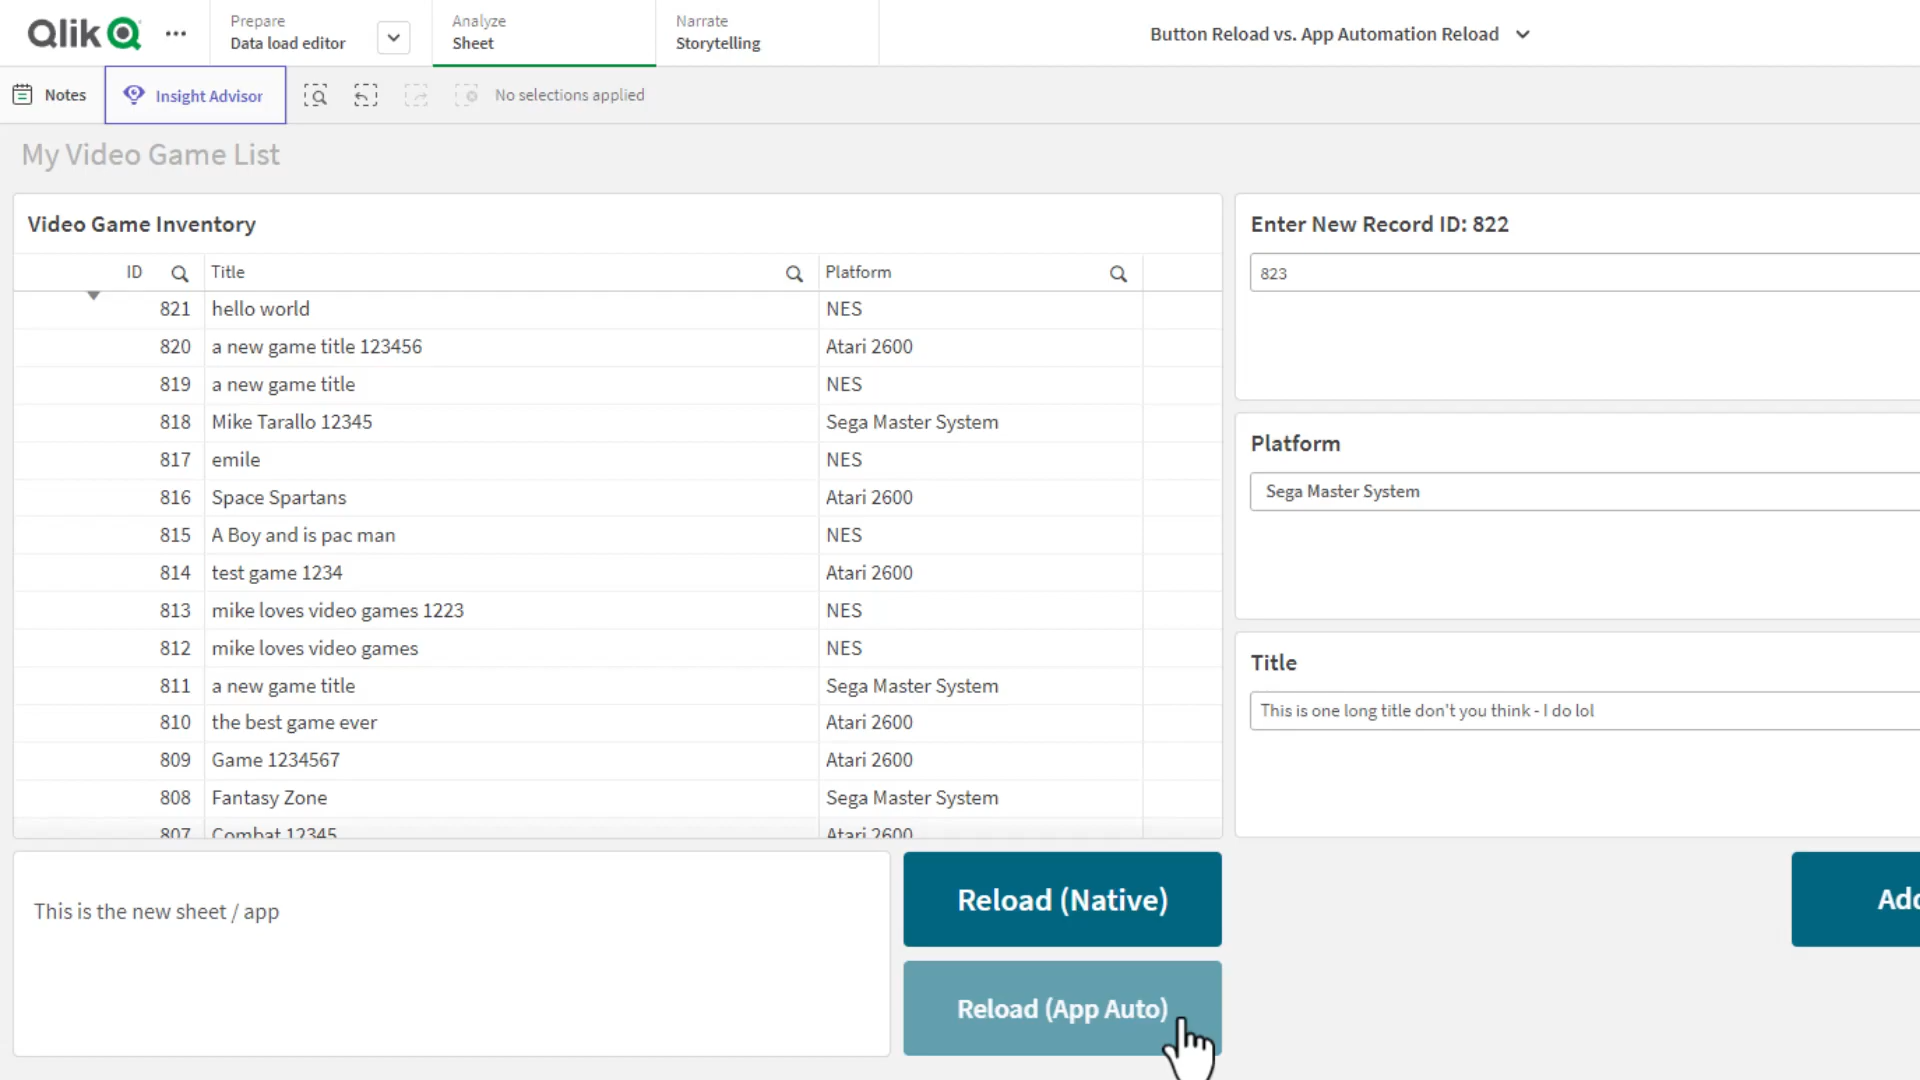 Qlik
Prepare
Data load editor
Analyze
Sheet
Narrate
Storytelling
Button Reload vs. App Automation Reload
Notes
Insight Advisor
No selections applied
My Video Game List
Video Game Inventory
ID Title Platform
821 hello world NES
820 a new game title 123456 Atari 2600
819 a new game title NES
818 Mike Tarallo 12345 Sega Master System
817 emile NES
816 Space Spartans Atari 2600
815 A Boy and is pac man NES
814 test game 1234 Atari 2600
813 mike loves video games 1223 NES
812 mike loves video games NES
811 a new game title Sega Master System
810 the best game ever Atari 2600
809 Game 1234567 Atari 2600
808 Fantasy Zone Sega Master System
807 Combat 12345 Atari 2600
Enter New Record ID: 822
823
Platform
Sega Master System
Title
This is one long title don't you think - I do lol
This is the new sheet / app
Reload (Native)
Reload (App Auto)